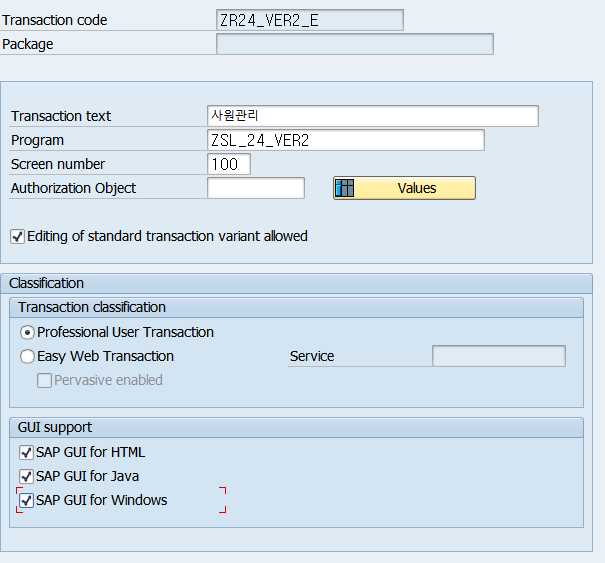 Transaction code ZR24_VER2_E
Package
Transaction text 사원관리
Program ZSL_24_VER2
Screen number 100
Authorization Object Values
Editing of standard transaction variant allowed
Classification
Transaction classification
Professional User Transaction
Easy Web Transaction Service
Pervasive enabled
GUI support
SAP GUI for HTML
SAP GUI for Java
SAP GUI for Windows